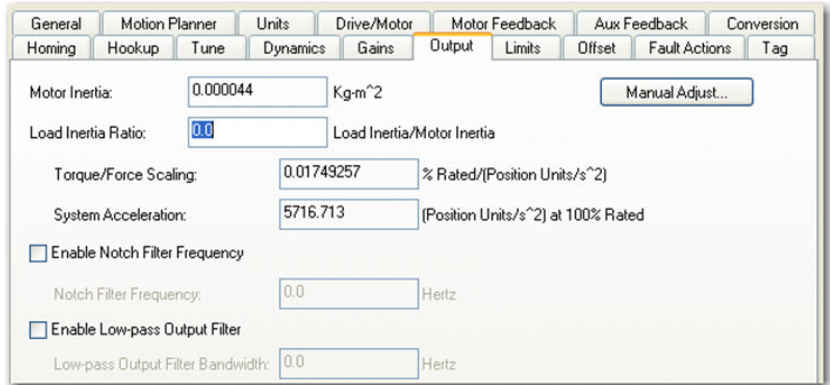 General Motion Planner Units Drive/Motor Motor Feedback Aux Feedback Conversion
Homing Hookup Tune Dynamics Gains Output Limits Offset Fault Actions Tag
Motor Inertia: 0.000044 Kg-m^2 Manual Adjust...
Load Inertia Ratio: 0.0 Load Inertia/Motor Inertia
Torque/Force Scaling: 0.01749257 % Rated/(Position Units/s^2)
System Acceleration: 5716.713 (Position Units/s^2) at 100% Rated
Enable Notch Filter Frequency
Notch Filter Frequency: 0.0 Hertz
Enable Low-pass Output Filter
Low-pass Output Filter Bandwidth: 0.0 Hertz